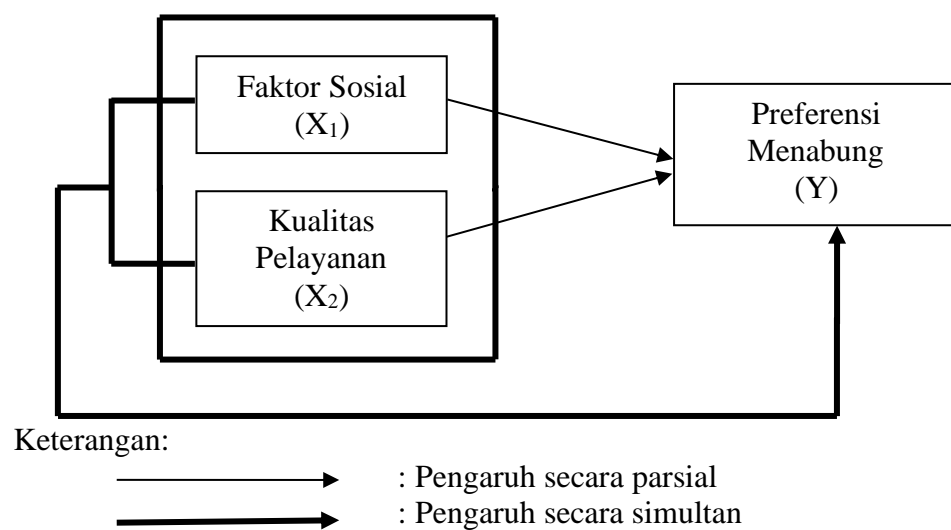 Faktor Sosial
(X₁)
Preferensi
Menabung
(Y)
Kualitas
Pelayanan
(X₂)
Keterangan:
: Pengaruh secara parsial
: Pengaruh secara simultan